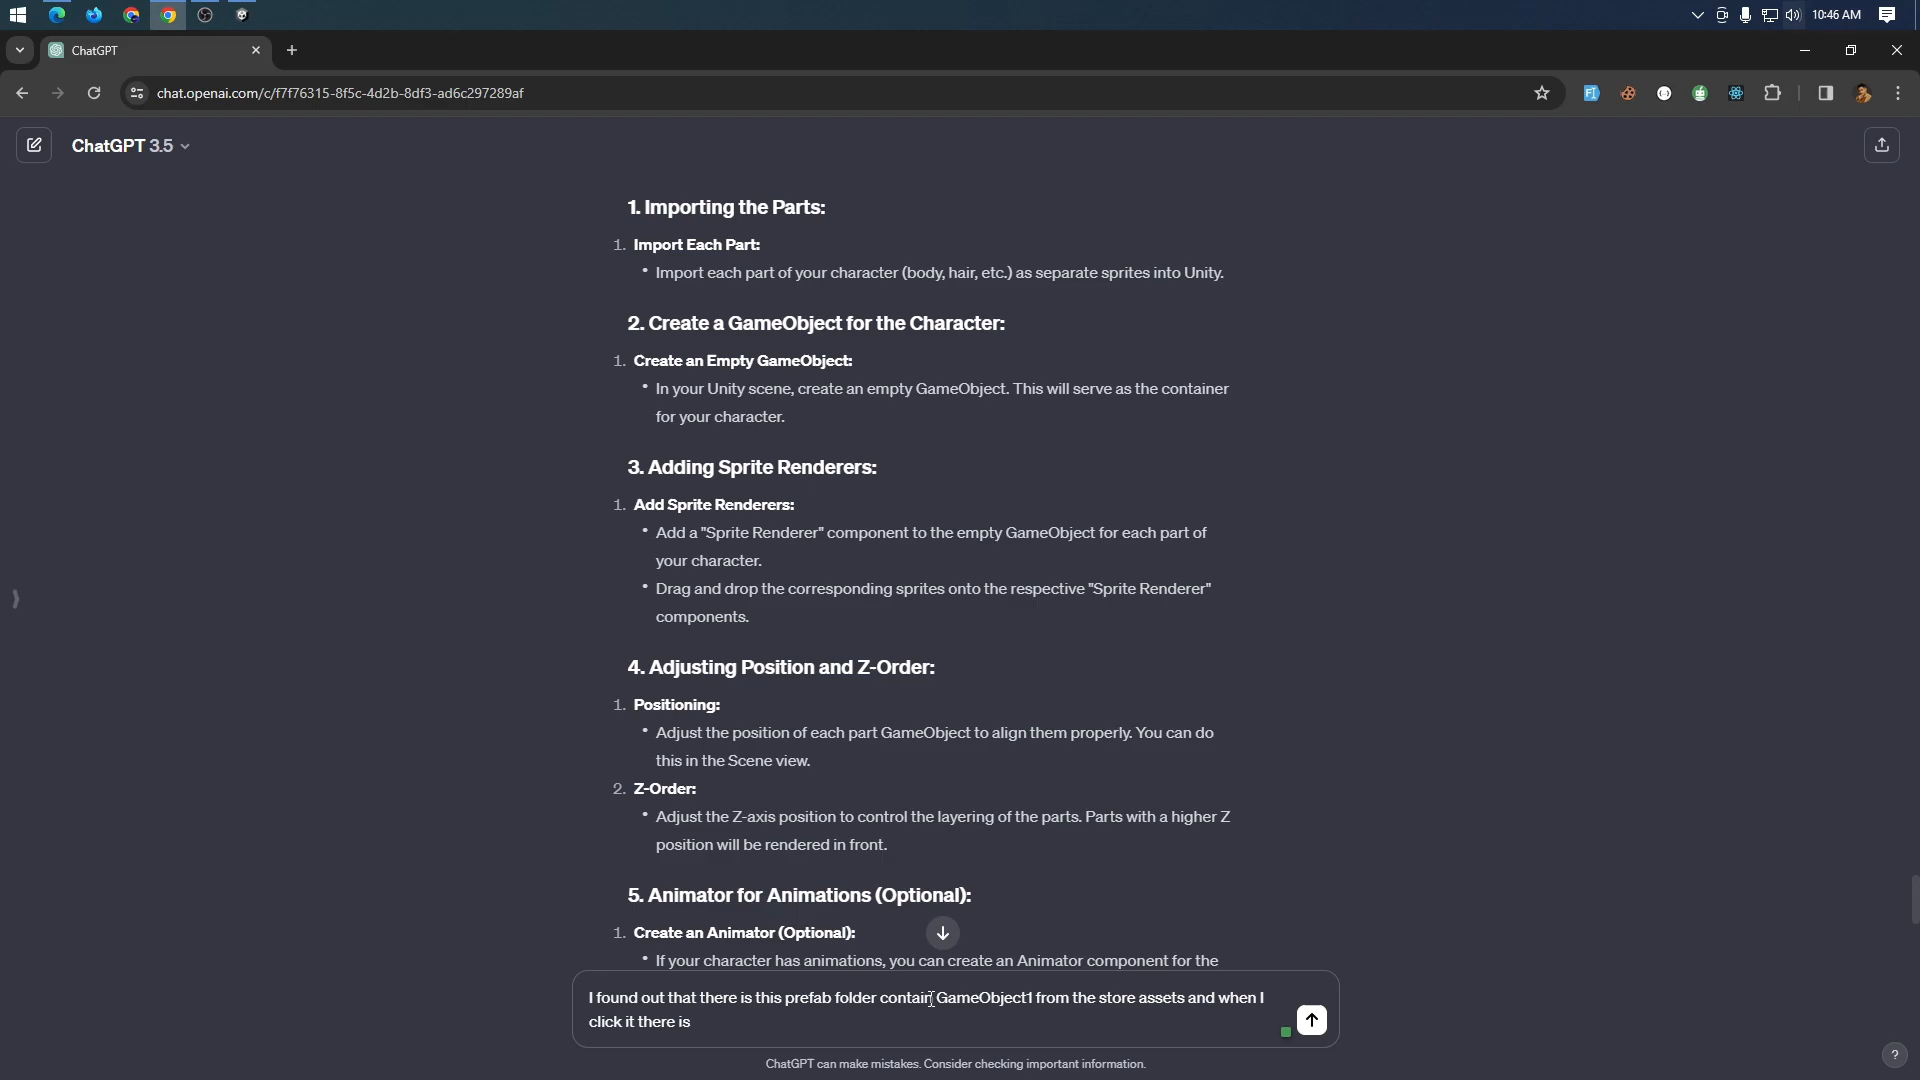 10:46 AM
ChatGPT
chat.openai.com/c/f7f76315-8f5c-4d2b-8df3-ad6c297289af
ChatGPT 3.5
1. Importing the Parts:
1. Import Each Part:
• Import each part of your character (body, hair, etc.) as separate sprites into Unity.
2. Create a GameObject for the Character:
1. Create an Empty GameObject:
• In your Unity scene, create an empty GameObject. This will serve as the container
for your character.
3. Adding Sprite Renderers:
1. Add Sprite Renderers:
• Add a "Sprite Renderer" component to the empty GameObject for each part of
your character.
• Drag and drop the corresponding sprites onto the respective "Sprite Renderer"
components.
4. Adjusting Position and Z-Order:
1. Positioning:
• Adjust the position of each part GameObject to align them properly. You can do
this in the Scene view.
2. Z-Order:
• Adjust the Z-axis position to control the layering of the parts. Parts with a higher Z
position will be rendered in front.
5. Animator for Animations (Optional):
1. Create an Animator (Optional):
• If your character has animations, you can create an Animator component for the
I found out that there is this prefab folder contain GameObject1 from the store assets and when I
click it there is
ChatGPT can make mistakes. Consider checking important information.
?